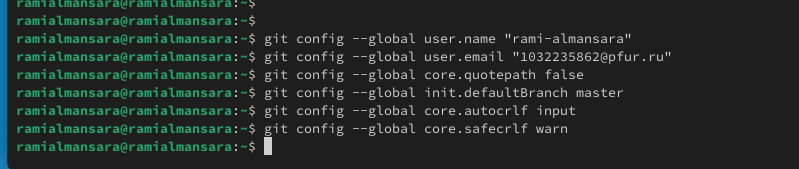 ramialmansara@ramialmansara:~$
ramialmansara@ramialmansara:~$
ramialmansara@ramialmansara:~$ git config --global user.name "rami-almansara"
ramialmansara@ramialmansara:~$ git config --global user.email "1032235862@pfur.ru"
ramialmansara@ramialmansara:~$ git config --global core.quotepath false
ramialmansara@ramialmansara:~$ git config --global init.defaultBranch master
ramialmansara@ramialmansara:~$ git config --global core.autocrlf input
ramialmansara@ramialmansara:~$ git config --global core.safecrlf warn
ramialmansara@ramialmansara:~$